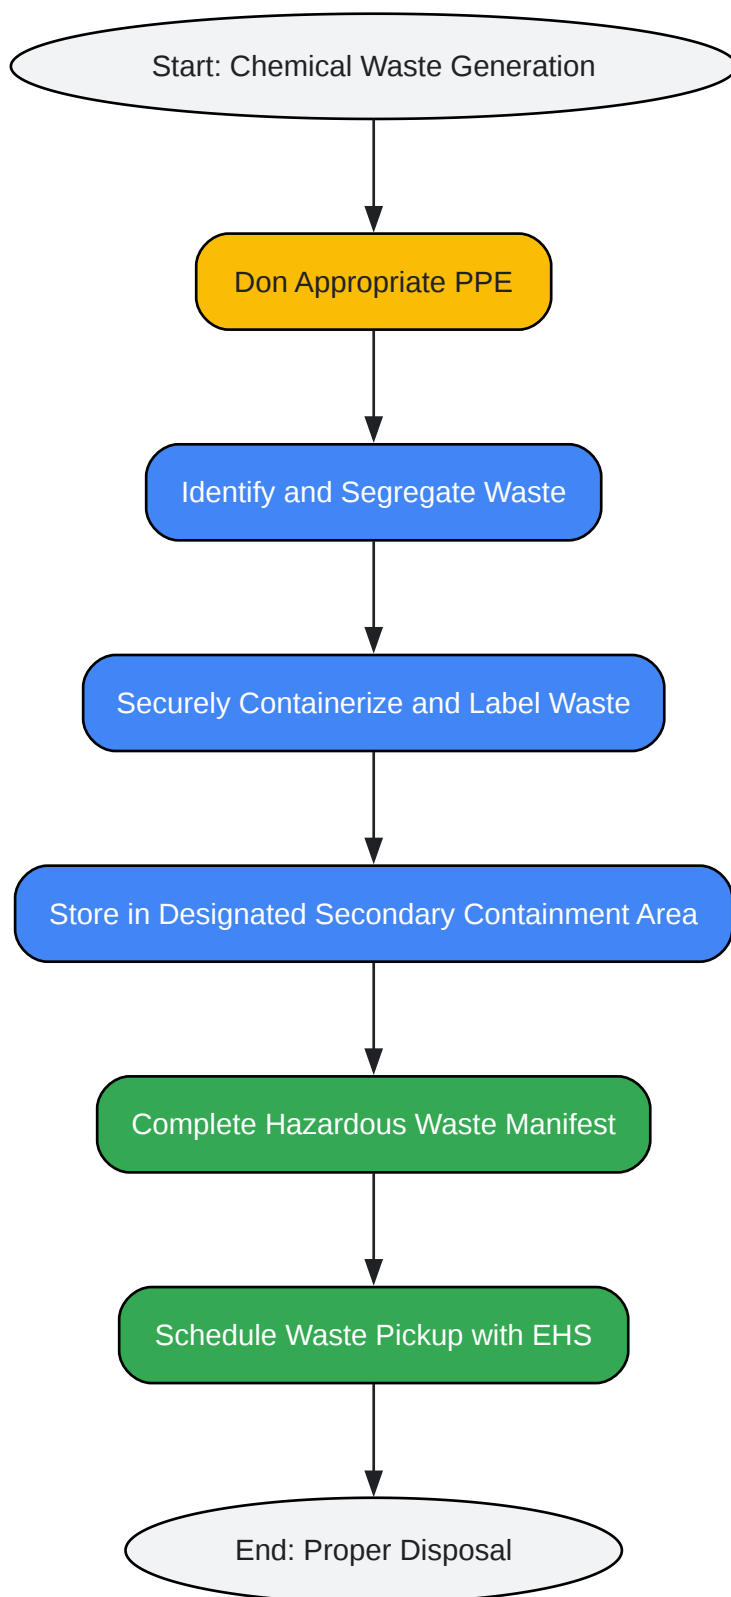 Start: Chemical Waste Generation
Don Appropriate PPE
Identify and Segregate Waste
Securely Containerize and Label Waste
Store in Designated Secondary Containment Area
Complete Hazardous Waste Manifest
Schedule Waste Pickup with EHS
End: Proper Disposal